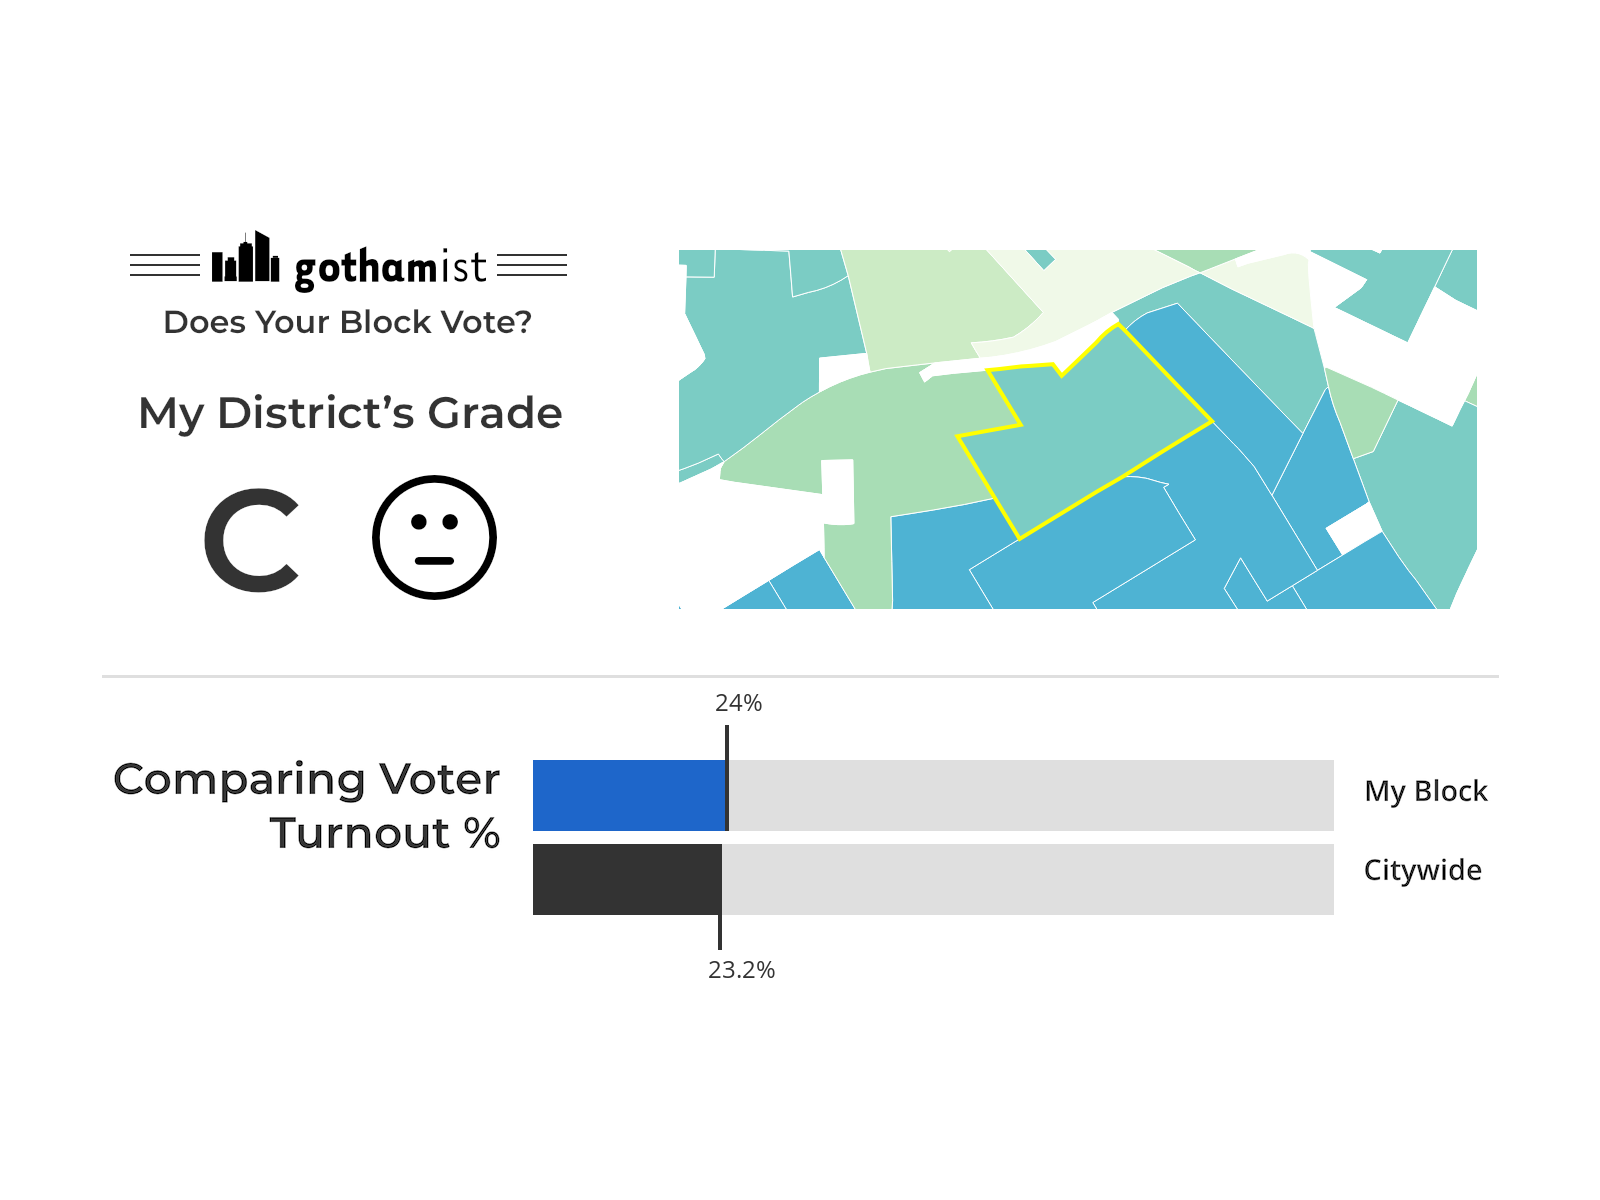 gothamist
Does Your Block Vote?
My District’s Grade
C
24%
Comparing Voter
Turnout %
My Block
Citywide
23.2%